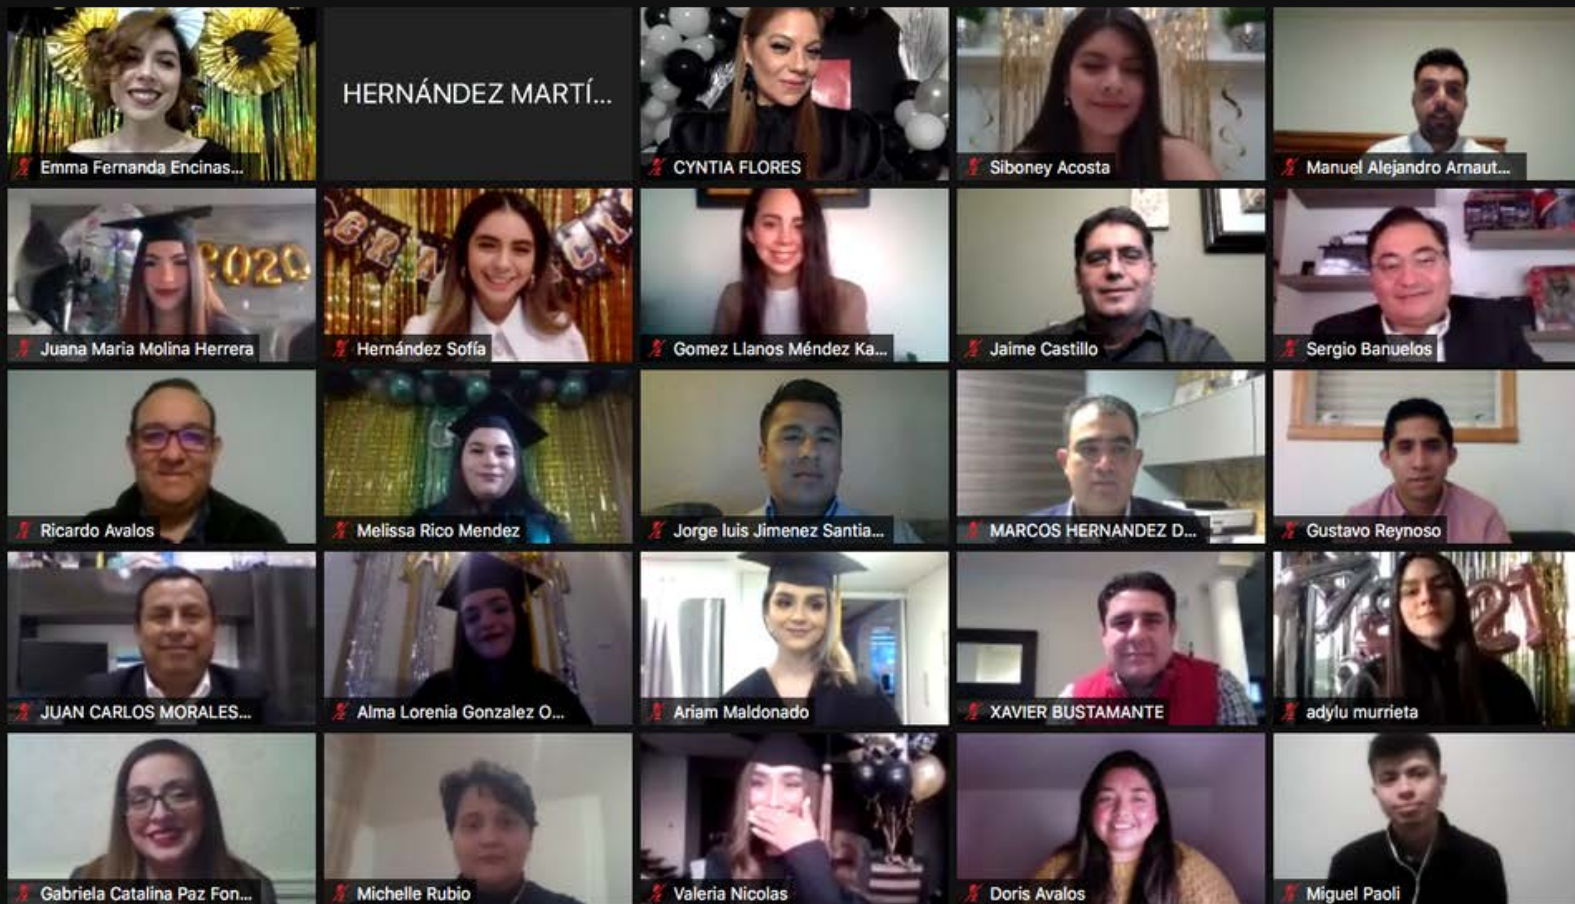 Emma Fernanda Encinas...
HERNÁNDEZ MARTÍ...
CYNTIA FLORES
Siboney Acosta
Manuel Alejandro Arnaut...
2020
Juana Maria Molina Herrera
Hernández Sofía
Gomez Llanos Méndez Ka...
Jaime Castillo
Sergio Banuelos
Ricardo Avalos
Melissa Rico Mendez
Jorge luis Jimenez Santia...
MARCOS HERNANDEZ D...
Gustavo Reynoso
JUAN CARLOS MORALES...
Alma Lorenia Gonzalez O...
Ariam Maldonado
XAVIER BUSTAMANTE
21
adylu murrieta
Gabriela Catalina Paz Fon...
Michelle Rubio
Valeria Nicolas
Doris Avalos
Miguel Paoli